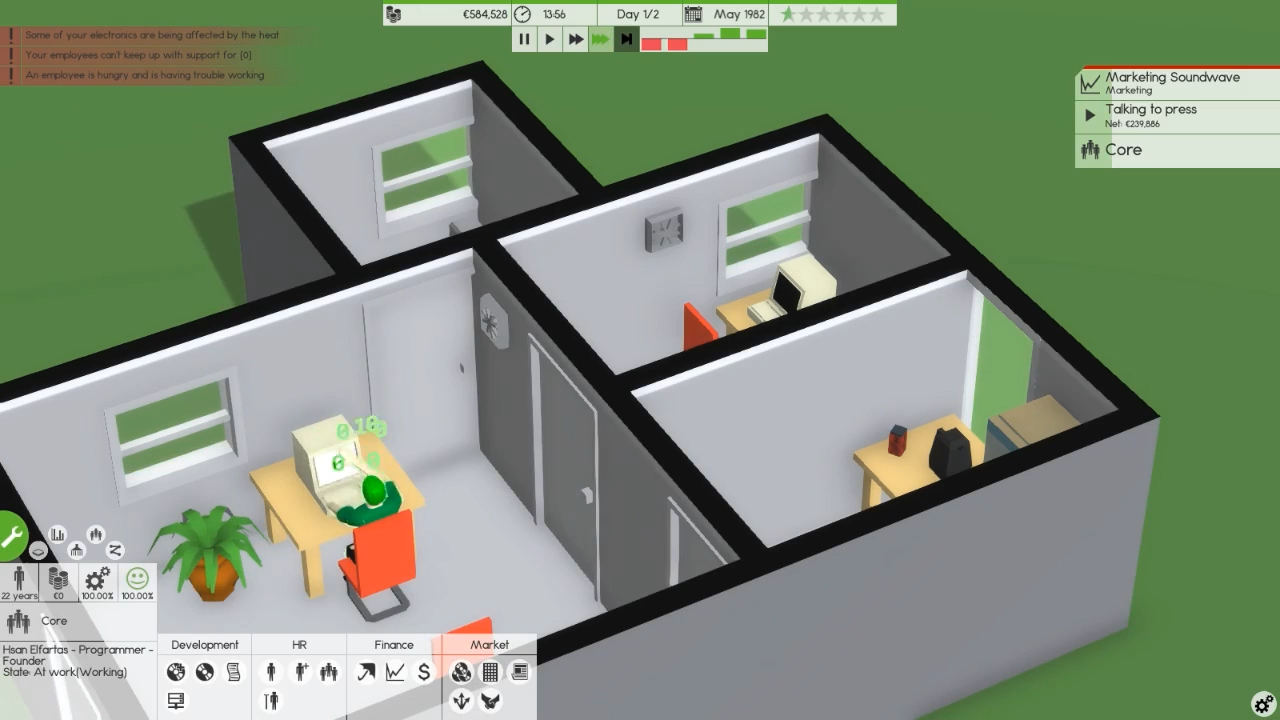 €584,528 13:56 Day 1/2 May 1982
Some of your electronics are being affected by the heat
Your employees can't keep up with support for [0]
An employee is hungry and is having trouble working
Marketing Soundwave
Marketing
Talking to press
Net: €239,886
Core
22 years €0 100.00% 100.00%
Core
Hsan Elfartas - Programmer -
Founder
State: At work(Working)
Development HR Finance Market